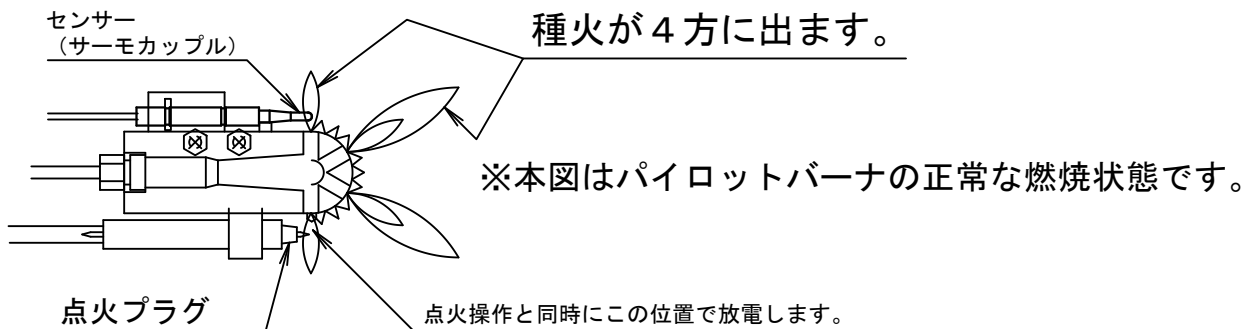 センサー
（サーモカップル）
種火が４方に出ます。
※本図はパイロットバーナの正常な燃焼状態です。
点火プラグ
点火操作と同時にこの位置で放電します。